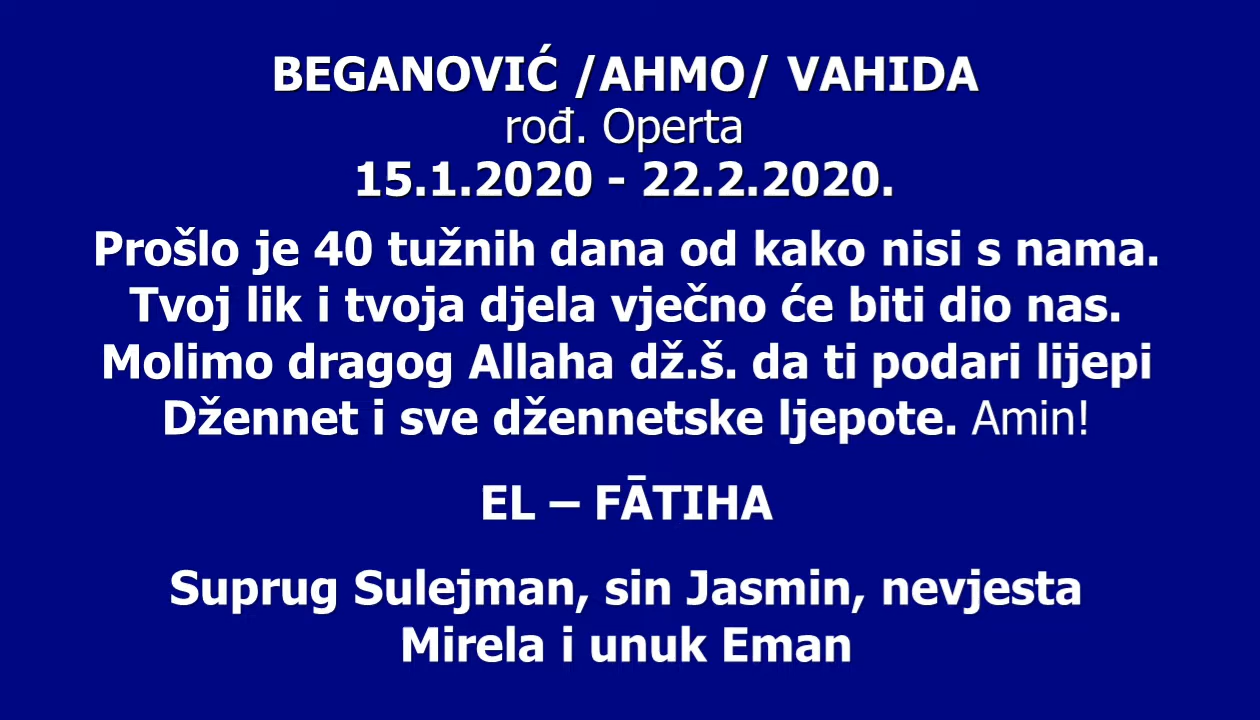 BEGANOVIĆ /AHMO/ VAHIDA
rođ. Operta
15.1.2020 - 22.2.2020.
Prošlo je 40 tužnih dana od kako nisi s nama.
Tvoj lik i tvoja djela vječno će biti dio nas.
Molimo dragog Allaha dž.š. da ti podari lijepi
Džennet i sve džennetske ljepote. Amin!
EL – FĀTIHA
Suprug Sulejman, sin Jasmin, nevjesta
Mirela i unuk Eman